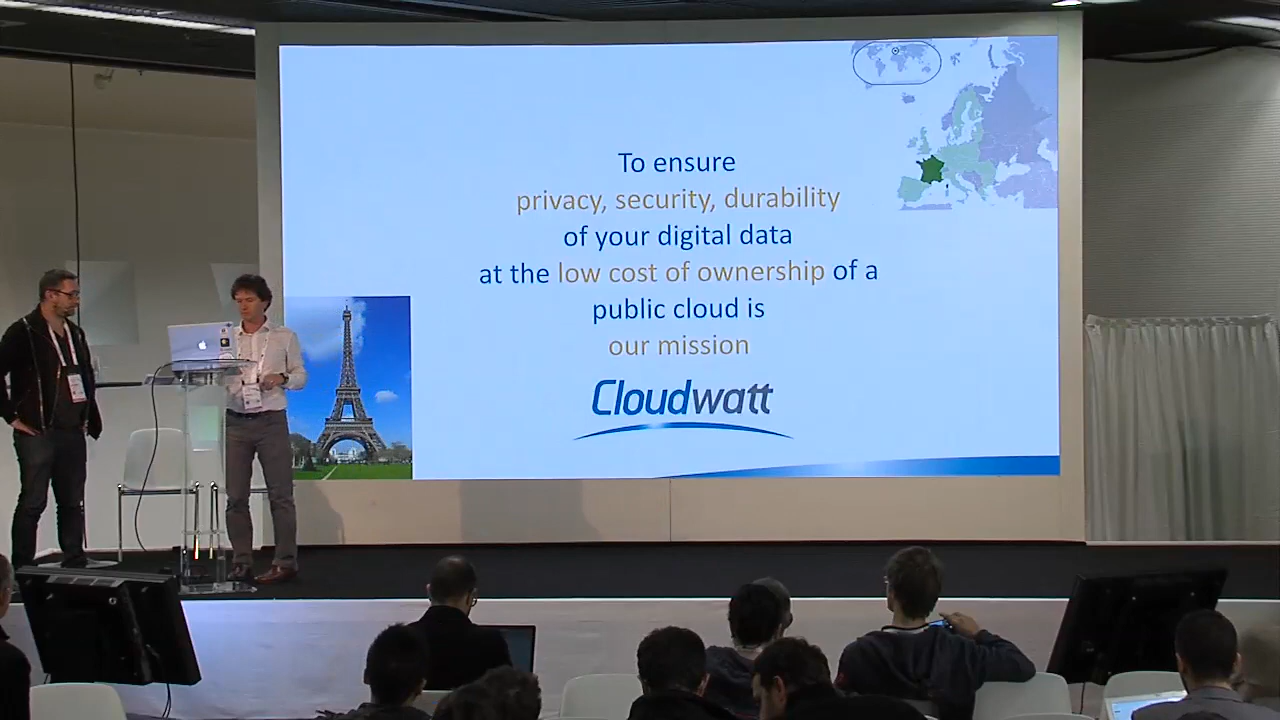 To ensure
privacy, security, durability
of your digital data
at the low cost of ownership of a
public cloud is
our mission
Cloudwatt